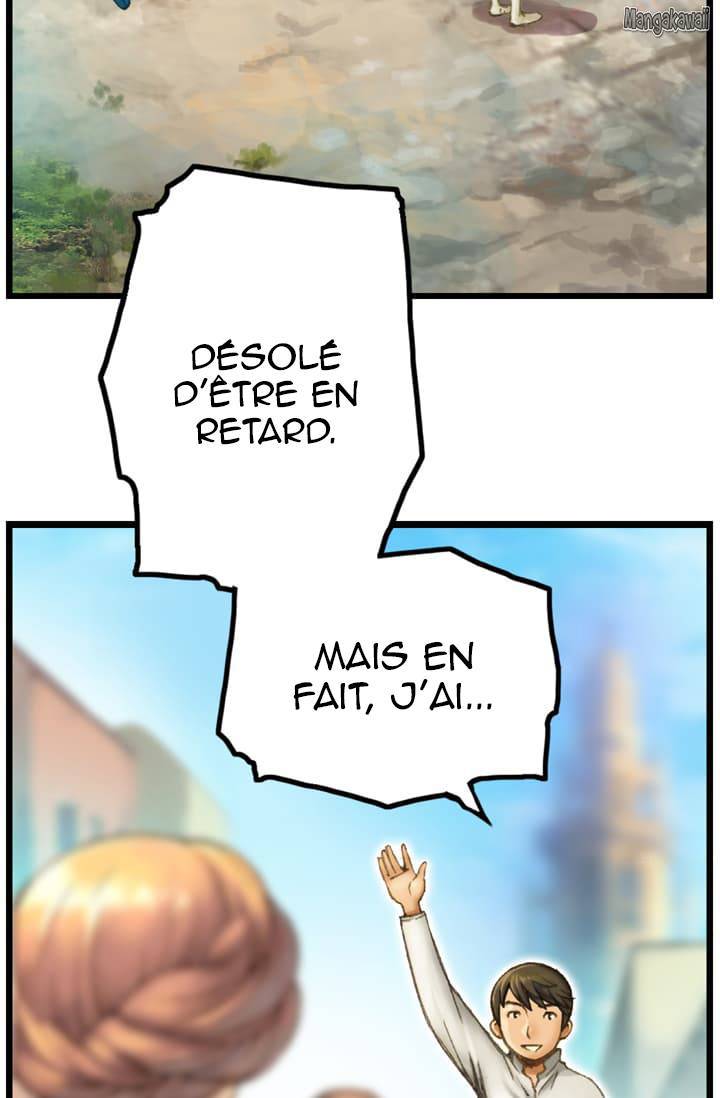 Mangakawaii
DÉSOLÉ
D'ÊTRE EN
RETARD.
MAIS EN
FAIT, J'AI...